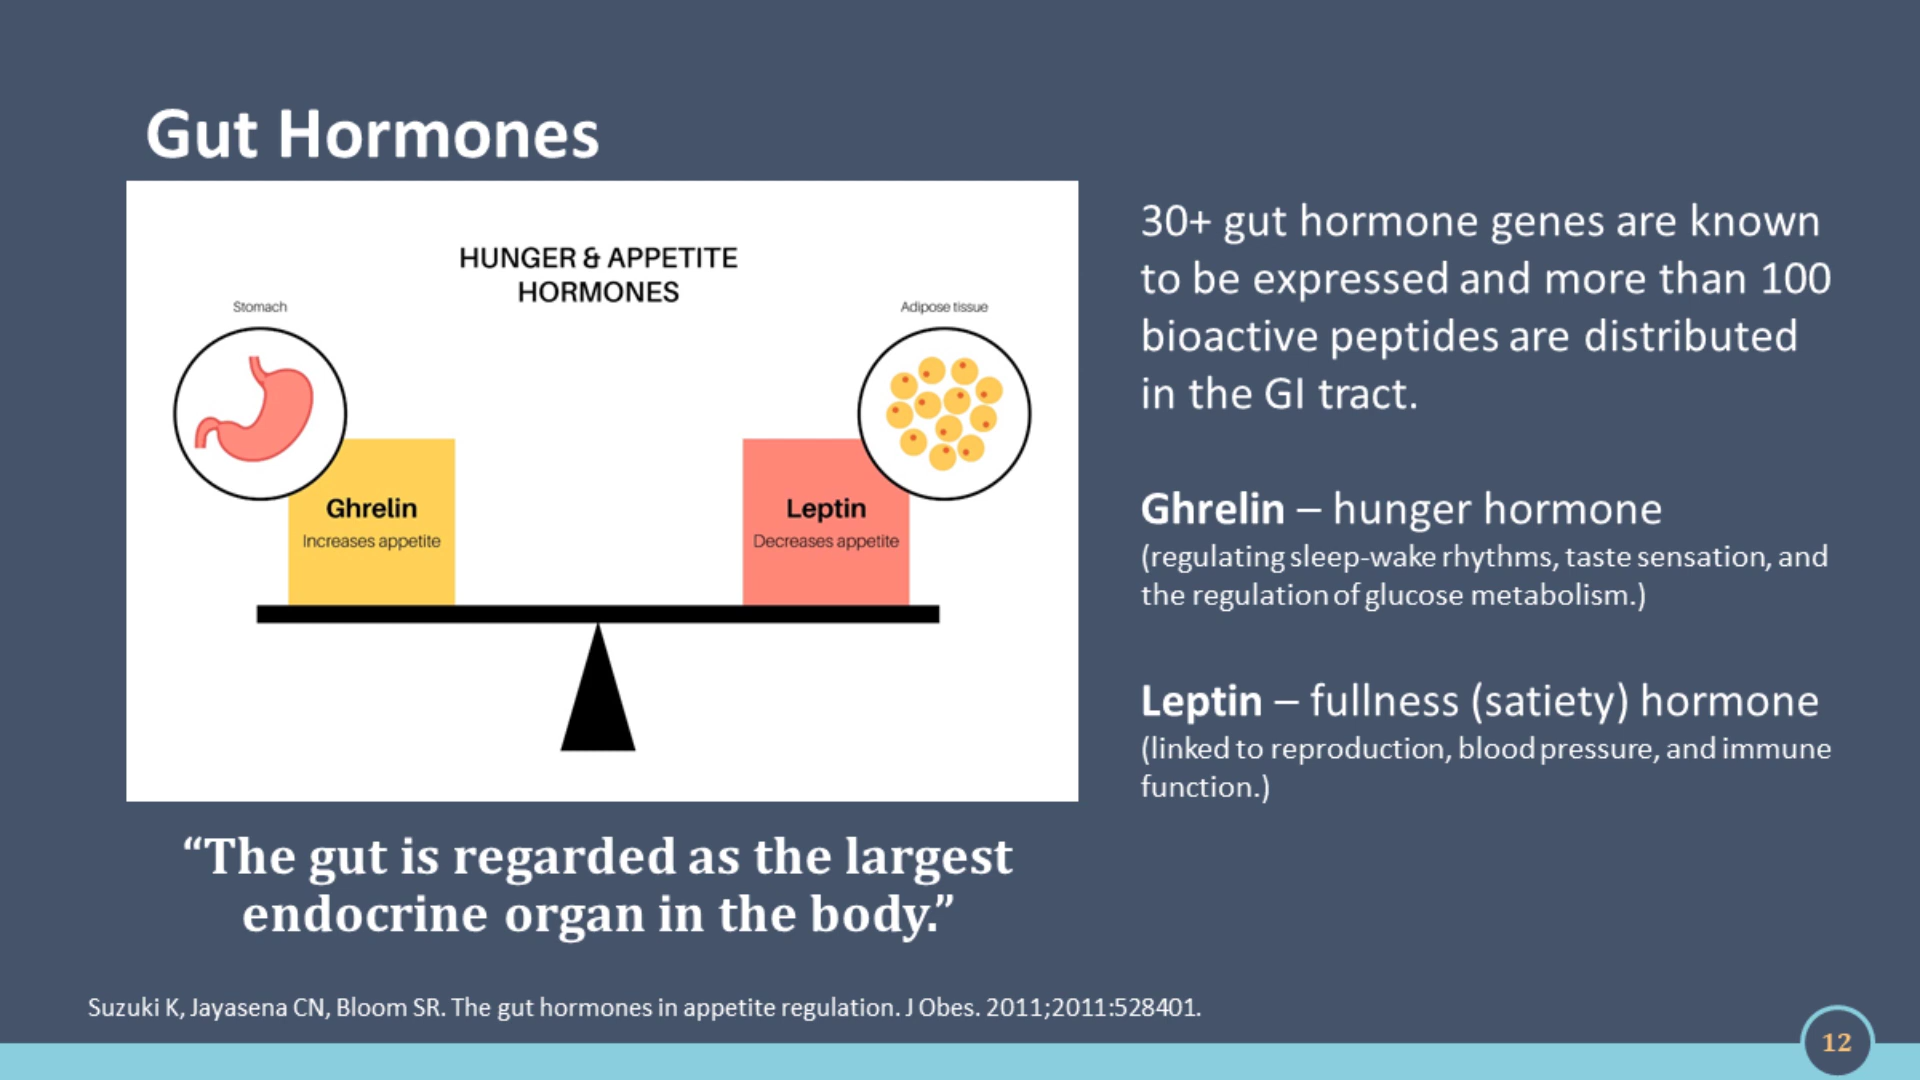 Gut Hormones
HUNGER & APPETITE
HORMONES
Stomach
Adipose tissue
Ghrelin
Increases appetite
Leptin
Decreases appetite
“The gut is regarded as the largest
endocrine organ in the body.”
30+ gut hormone genes are known
to be expressed and more than 100
bioactive peptides are distributed
in the GI tract.
Ghrelin – hunger hormone
(regulating sleep-wake rhythms, taste sensation, and
the regulation of glucose metabolism.)
Leptin – fullness (satiety) hormone
(linked to reproduction, blood pressure, and immune
function.)
Suzuki K, Jayasena CN, Bloom SR. The gut hormones in appetite regulation. J Obes. 2011;2011:528401.
12